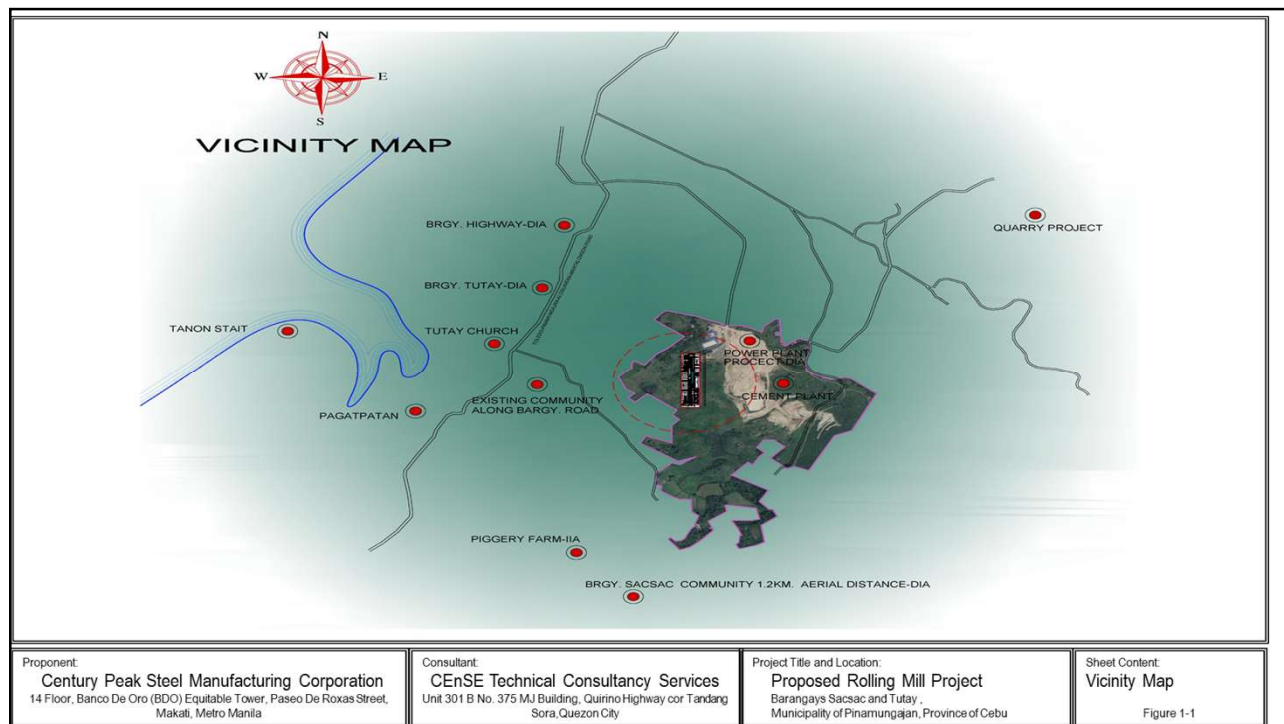 N
W E
S
VICINITY MAP
BRGY. HIGHWAY-DIA
QUARRY PROJECT
BRGY. TUTAY-DIA
TANON STAIT
TUTAY CHURCH
POWER PLANT
PROCECT-DIA
EXISTING COMMUNITY
ALONG BARGY. ROAD
CEMENT PLANT.
PAGATPATAN
PIGGERY FARM-IIA
BRGY. SACSAC COMMUNITY 1.2KM. AERIAL DISTANCE-DIA
Proponent:
Century Peak Steel Manufacturing Corporation
14 Floor, Banco De Oro (BDO) Equitable Tower, Paseo De Roxas Street,
Makati, Metro Manila
Consultant:
CEnSE Technical Consultancy Services
Unit 301 B No. 375 MJ Building, Quirino Highway cor Tandang
Sora,Quezon City
Project Title and Location:
Proposed Rolling Mill Project
Barangays Sacsac and Tutay ,
Municipality of Pinamungajan, Province of Cebu
Sheet Content:
Vicinity Map
Figure 1-1